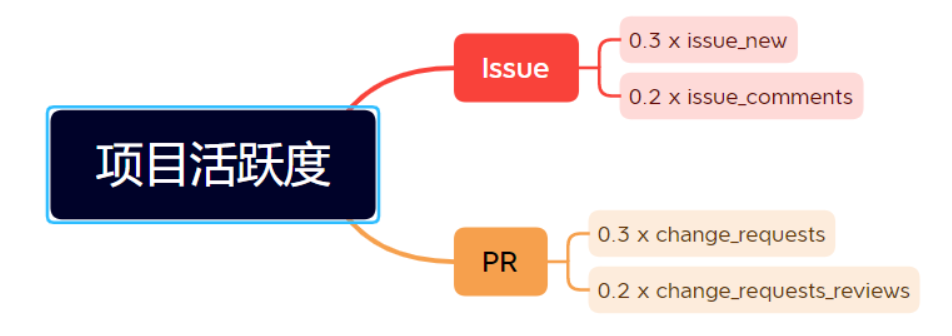 项目活跃度
Issue
0.3 x issue_new
0.2 x issue_comments
PR
0.3 x change_requests
0.2 x change_requests_reviews